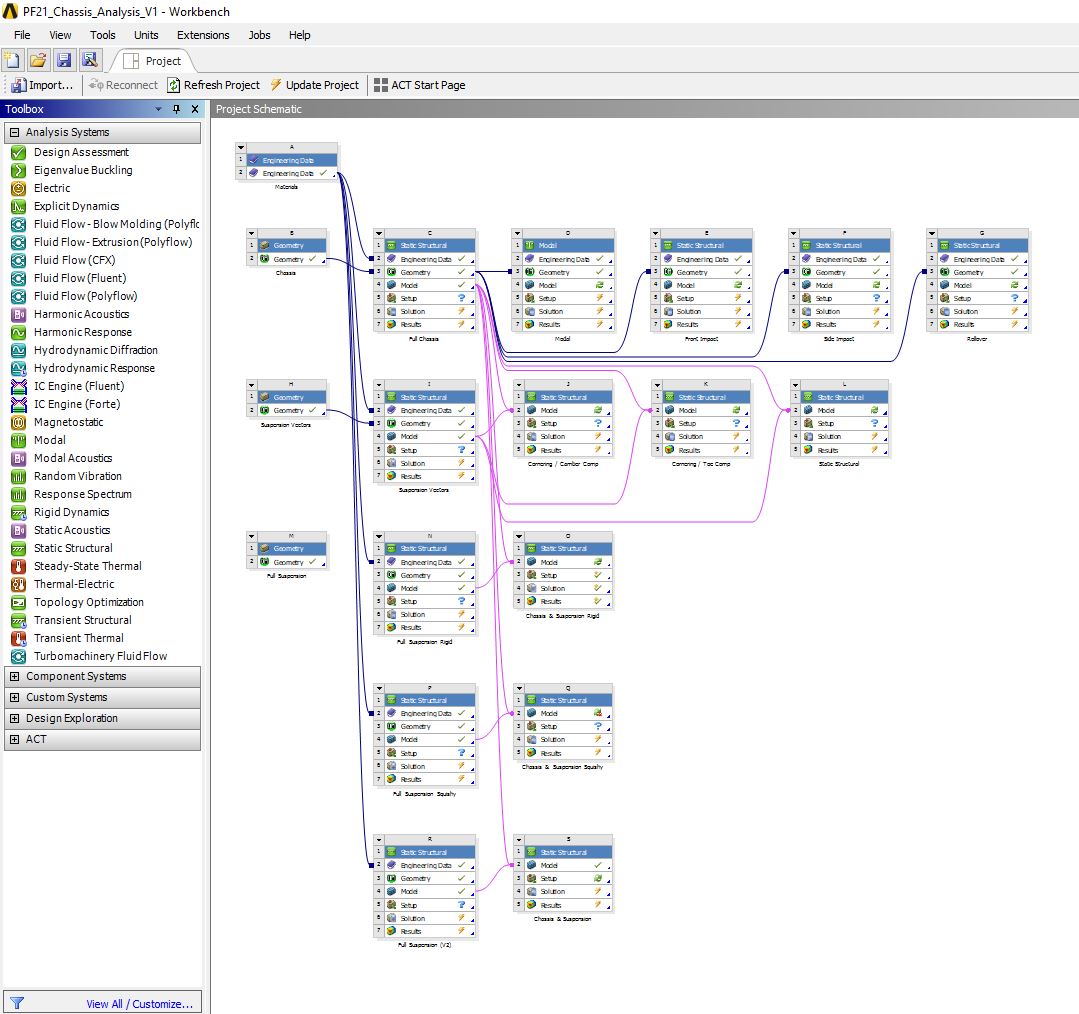 PF21_Chassis_Analysis_V1 - Workbench
File View Tools Units Extensions Jobs Help
Project
Import... Reconnect Refresh Project Update Project ACT Start Page
Toolbox
Analysis Systems
Design Assessment
Eigenvalue Buckling
Electric
Explicit Dynamics
Fluid Flow - Blow Molding (Polyflo
Fluid Flow - Extrusion (Polyflow)
Fluid Flow (CFX)
Fluid Flow (Fluent)
Fluid Flow (Polyflow)
Harmonic Acoustics
Harmonic Response
Hydrodynamic Diffraction
Hydrodynamic Response
IC Engine (Fluent)
IC Engine (Forte)
Magnetostatic
Modal
Modal Acoustics
Random Vibration
Response Spectrum
Rigid Dynamics
Static Acoustics
Static Structural
Steady-State Thermal
Thermal-Electric
Topology Optimization
Transient Structural
Transient Thermal
Turbomachinery Fluid Flow
Component Systems
Custom Systems
Design Exploration
ACT
View All / Customize...
Project Schematic
A
1 Engineering Data
2 Engineering Data
Materials
B
1 Geometry
2 Geometry
Chassis
C
1 Static Structural
2 Engineering Data
3 Geometry
4 Model
5 Setup
6 Solution
7 Results
Full Chassis
D
1 Modal
2 Engineering Data
3 Geometry
4 Model
5 Setup
6 Solution
7 Results
Modal
E
1 Static Structural
2 Engineering Data
3 Geometry
4 Model
5 Setup
6 Solution
7 Results
Front Impact
F
1 Static Structural
2 Engineering Data
3 Geometry
4 Model
5 Setup
6 Solution
7 Results
Side Impact
G
1 Static Structural
2 Engineering Data
3 Geometry
4 Model
5 Setup
6 Solution
7 Results
Rollover
H
1 Geometry
2 Geometry
Suspension Vectors
I
1 Static Structural
2 Engineering Data
3 Geometry
4 Model
5 Setup
6 Solution
7 Results
Suspension Vectors
J
1 Static Structural
2 Model
3 Setup
4 Solution
5 Results
Cornering / Camber Comp
K
1 Static Structural
2 Model
3 Setup
4 Solution
5 Results
Cornering / Toe Comp
L
1 Static Structural
2 Model
3 Setup
4 Solution
5 Results
Static Structural
M
1 Geometry
2 Geometry
Full Suspension
N
1 Static Structural
2 Engineering Data
3 Geometry
4 Model
5 Setup
6 Solution
7 Results
Full Suspension Rigid
O
1 Static Structural
2 Model
3 Setup
4 Solution
5 Results
Chassis & Suspension Rigid
P
1 Static Structural
2 Engineering Data
3 Geometry
4 Model
5 Setup
6 Solution
7 Results
Full Suspension Squishy
Q
1 Static Structural
2 Model
3 Setup
4 Solution
5 Results
Chassis & Suspension Squishy
R
1 Static Structural
2 Engineering Data
3 Geometry
4 Model
5 Setup
6 Solution
7 Results
Full Suspension (V2)
S
1 Static Structural
2 Model
3 Setup
4 Solution
5 Results
Chassis & Suspension